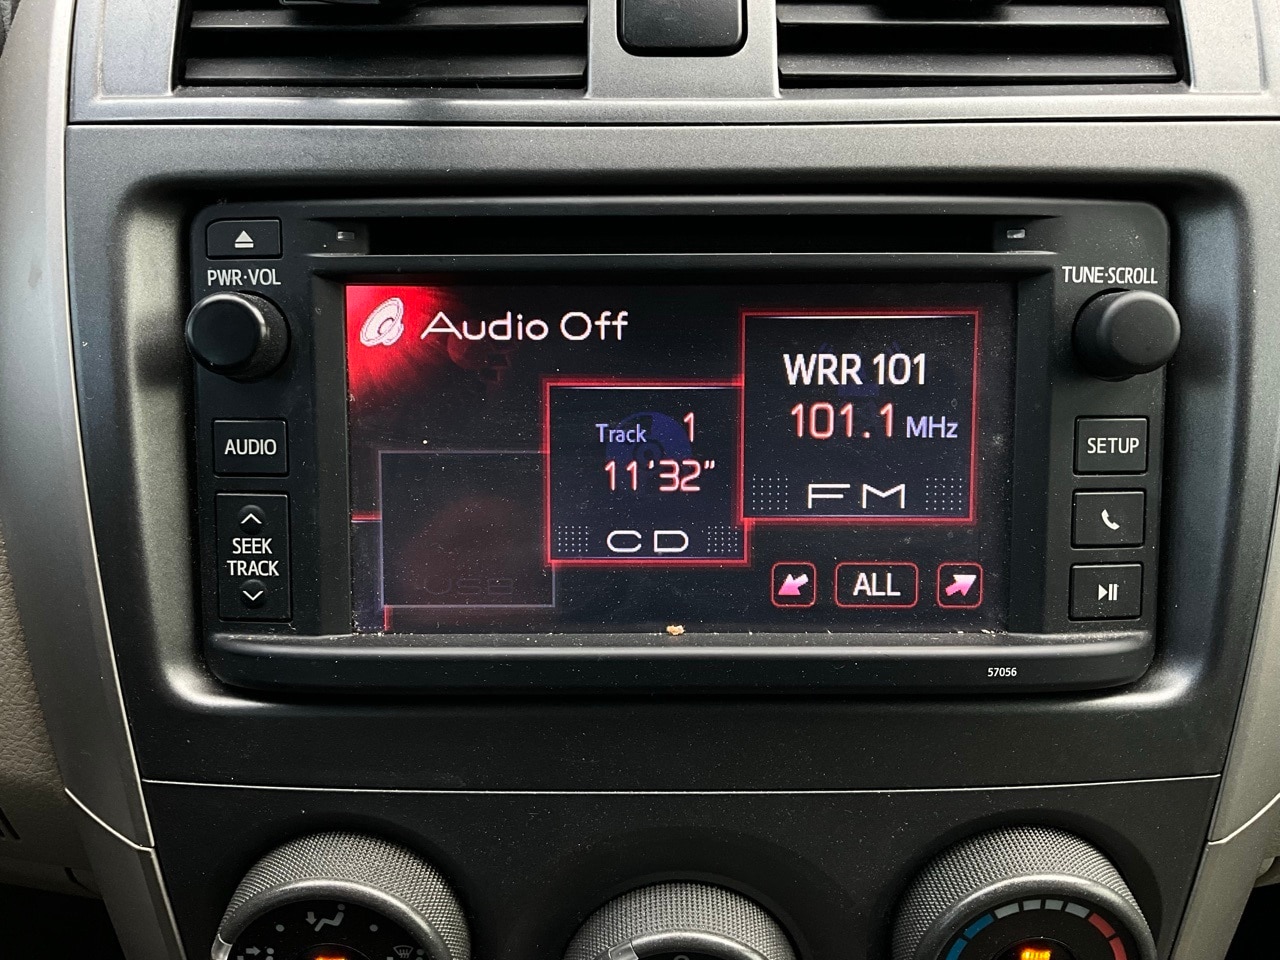 PWR·VOL
TUNE·SCROLL
Audio Off
WRR 101
101.1 MHz
FM
Track 1
11'32"
CD
USB
ALL
AUDIO
SEEK
TRACK
SETUP
57056